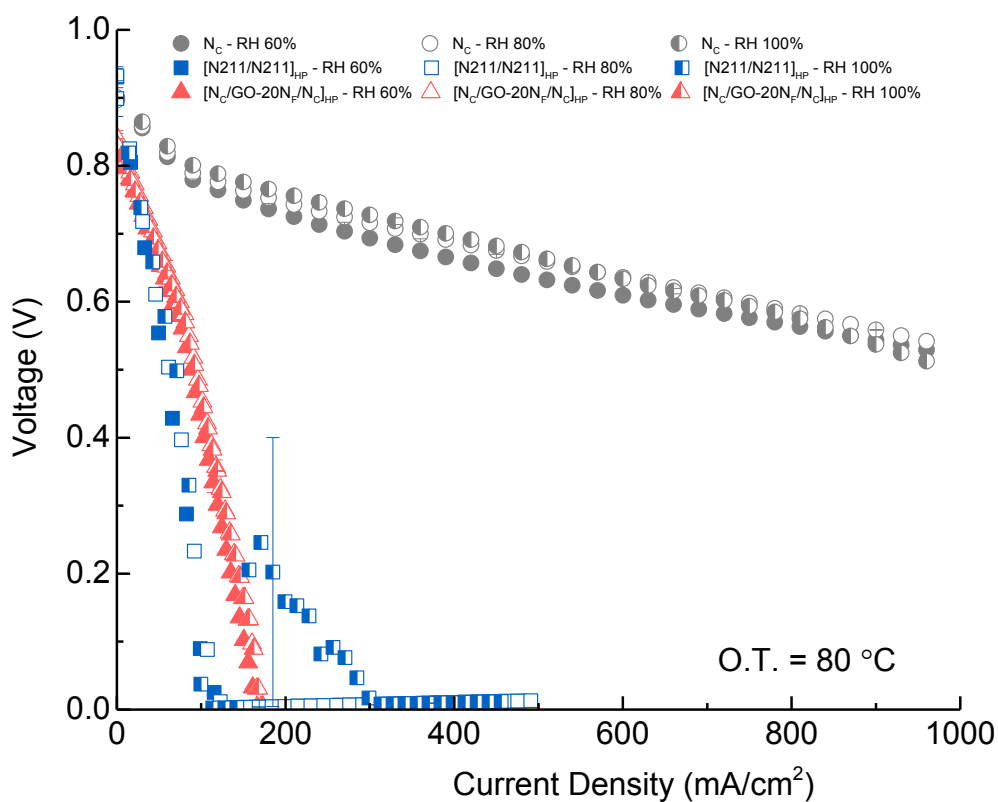 1.0
N_C - RH 60% N_C - RH 80% N_C - RH 100%
[N211/N211]_HP - RH 60% [N211/N211]_HP - RH 80% [N211/N211]_HP - RH 100%
[N_C/GO-20N_F/N_C]_HP - RH 60% [N_C/GO-20N_F/N_C]_HP - RH 80% [N_C/GO-20N_F/N_C]_HP - RH 100%
0.8
0.6
Voltage (V)
0.4
0.2
O.T. = 80 °C
0.0
0 200 400 600 800 1000
Current Density (mA/cm²)